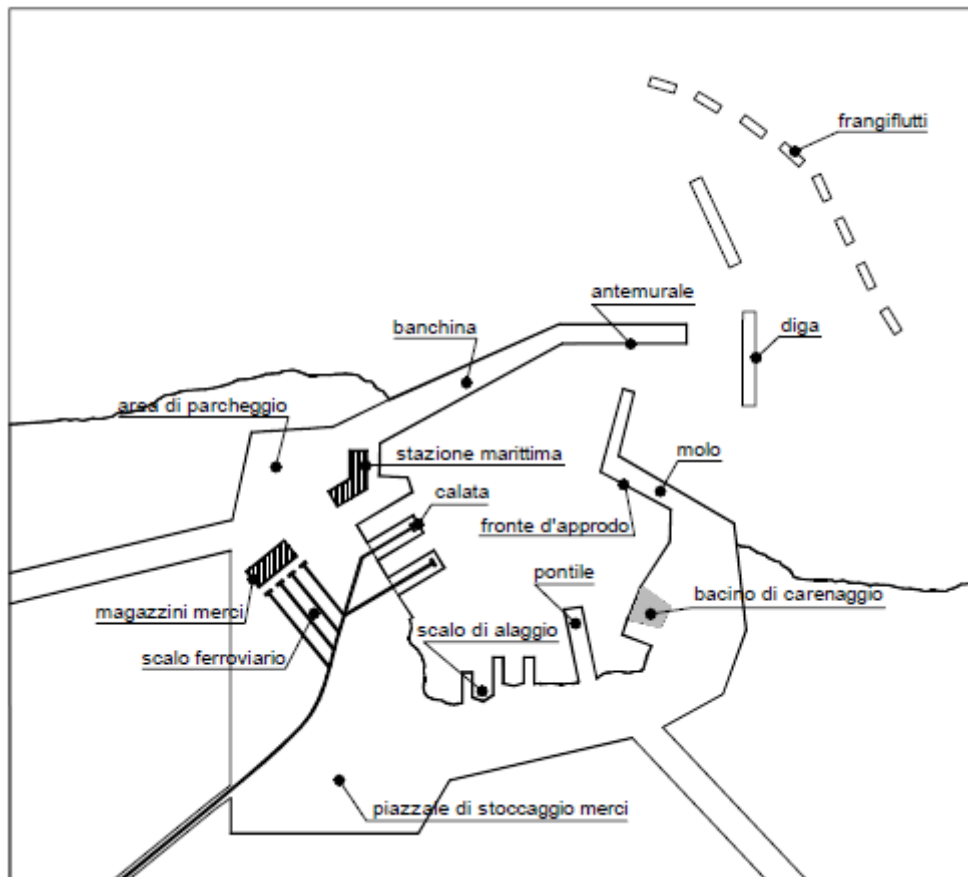 frangiflutti
antemurale
banchina
diga
area di parcheggio
stazione marittima
molo
calata
fronte d'approdo
pontile
bacino di carenaggio
magazzini merci
scalo di alaggio
scalo ferroviario
piazzale di stoccaggio merci